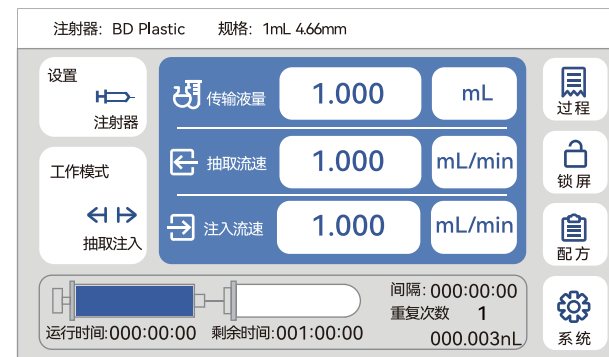 注射器: BD Plastic 规格: 1mL 4.66mm
设置
注射器
传输液量 1.000 mL
过程
工作模式
抽取流速 1.000 mL/min
锁屏
抽取注入
注入流速 1.000 mL/min
配方
间隔: 000:00:00
重复次数 1
运行时间:000:00:00 剩余时间:001:00:00 000.003nL
系统